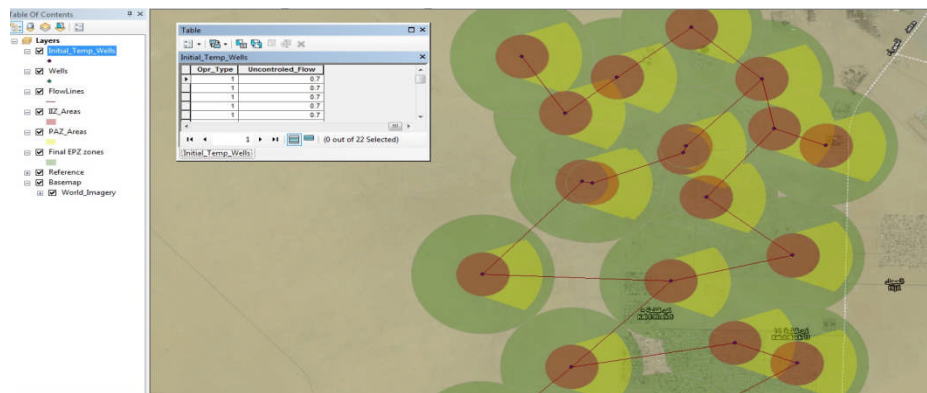 Table Of Contents
Layers
Initial_Temp_Wells
Wells
FlowLines
IIZ_Areas
PAZ_Areas
Final EPZ zones
Reference
Basemap
World_Imagery
Table
Initial_Temp_Wells
Opr_Type Uncontroled_Flow
1 0.7
1 0.7
1 0.7
1 0.7
1 0.7
1
(0 out of 22 Selected)
Initial_Temp_Wells